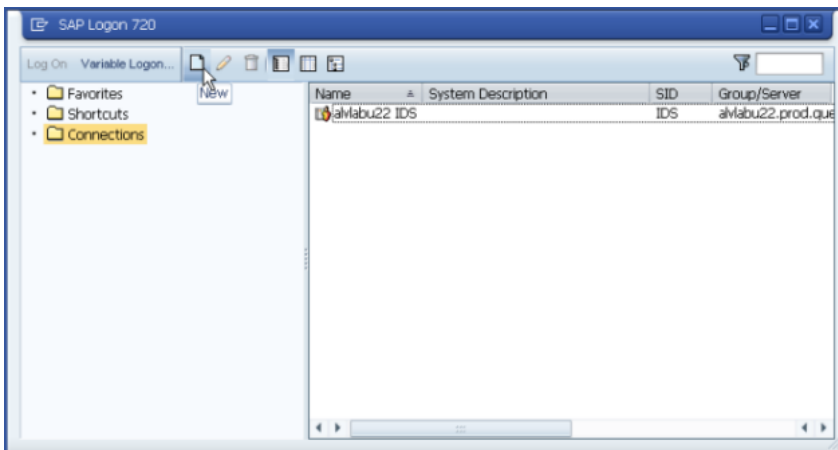 SAP Logon 720
Log On Variable Logon...
New
Favorites
Shortcuts
Connections
Name System Description SID Group/Server
alvlabu22 IDS IDS alvlabu22.prod.que